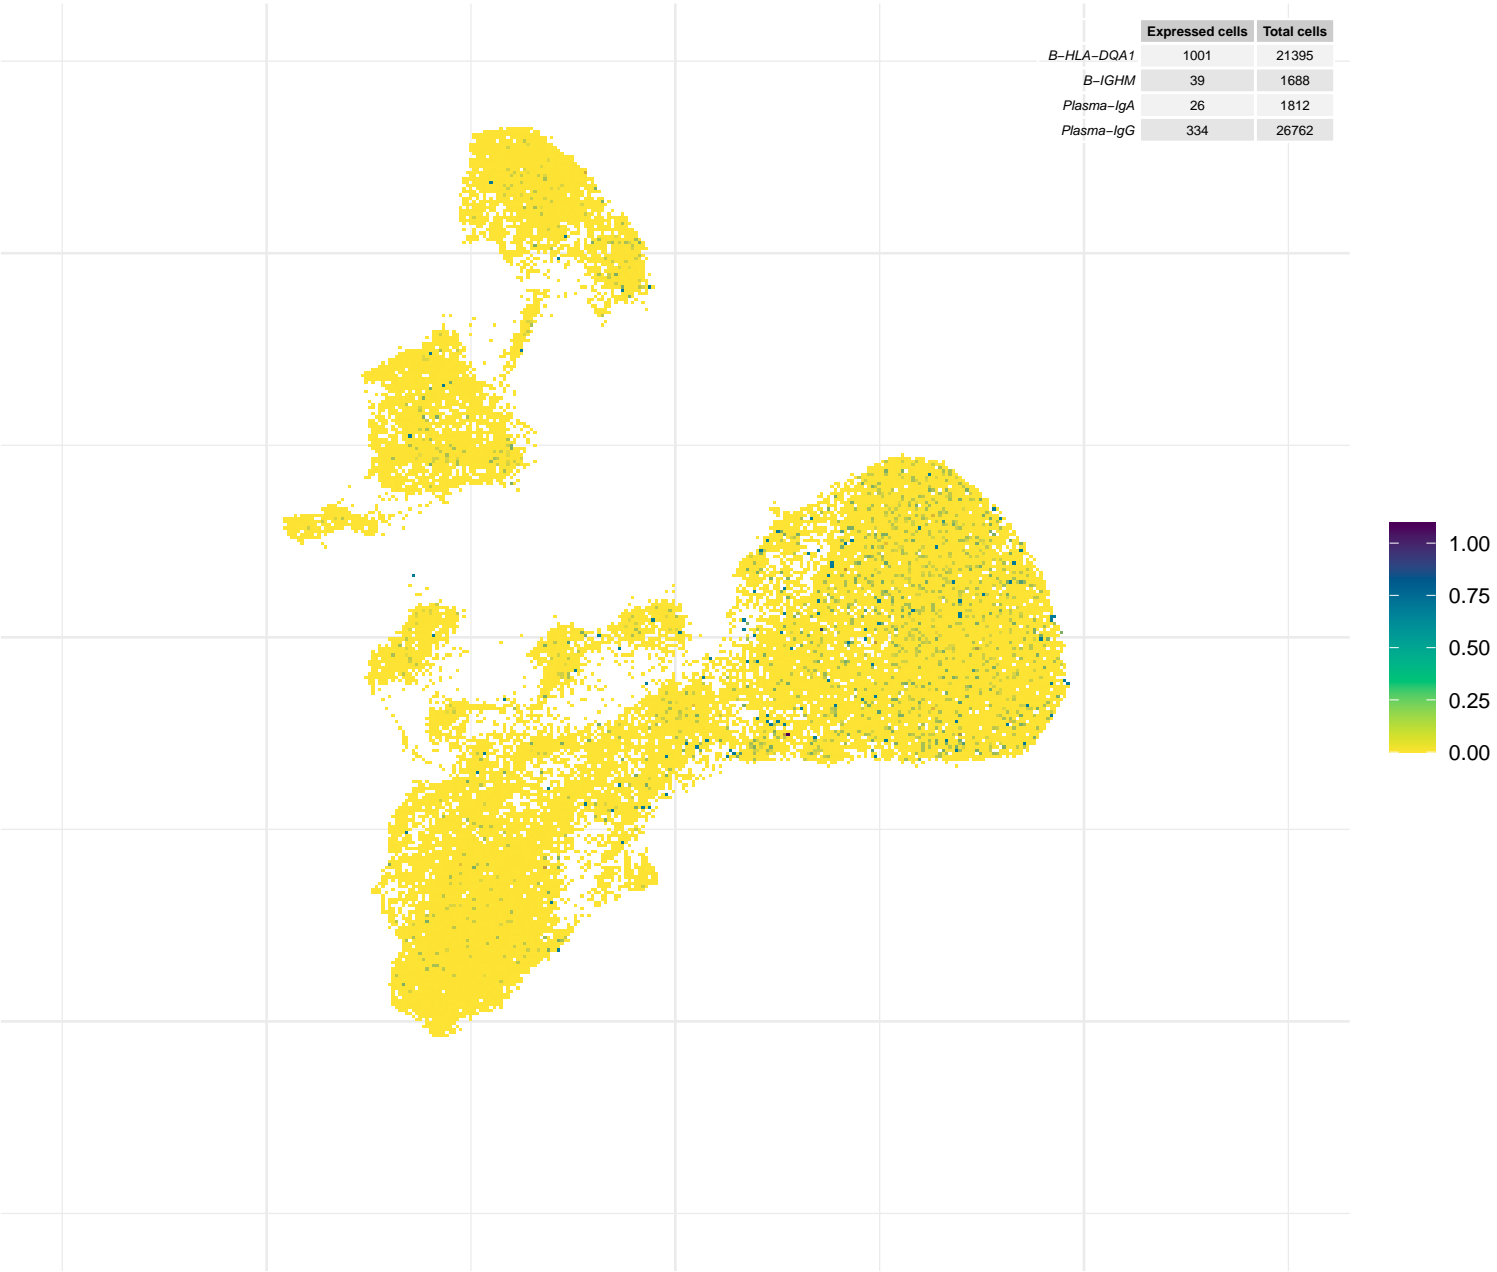 Expressed cells Total cells
B−HLA−DQA1 1001 21395
B−IGHM 39 1688
Plasma−IgA 26 1812
Plasma−IgG 334 26762
1.00
0.75
0.50
0.25
0.00